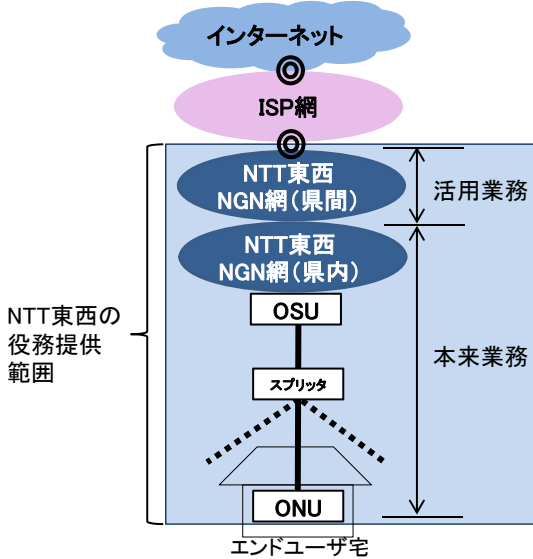 インターネット
ISP網
NTT東西
NGN網(県間)
活用業務
NTT東西
NGN網(県内)
OSU
NTT東西の
役務提供
範囲
本来業務
スプリッタ
ONU
エンドユーザ宅